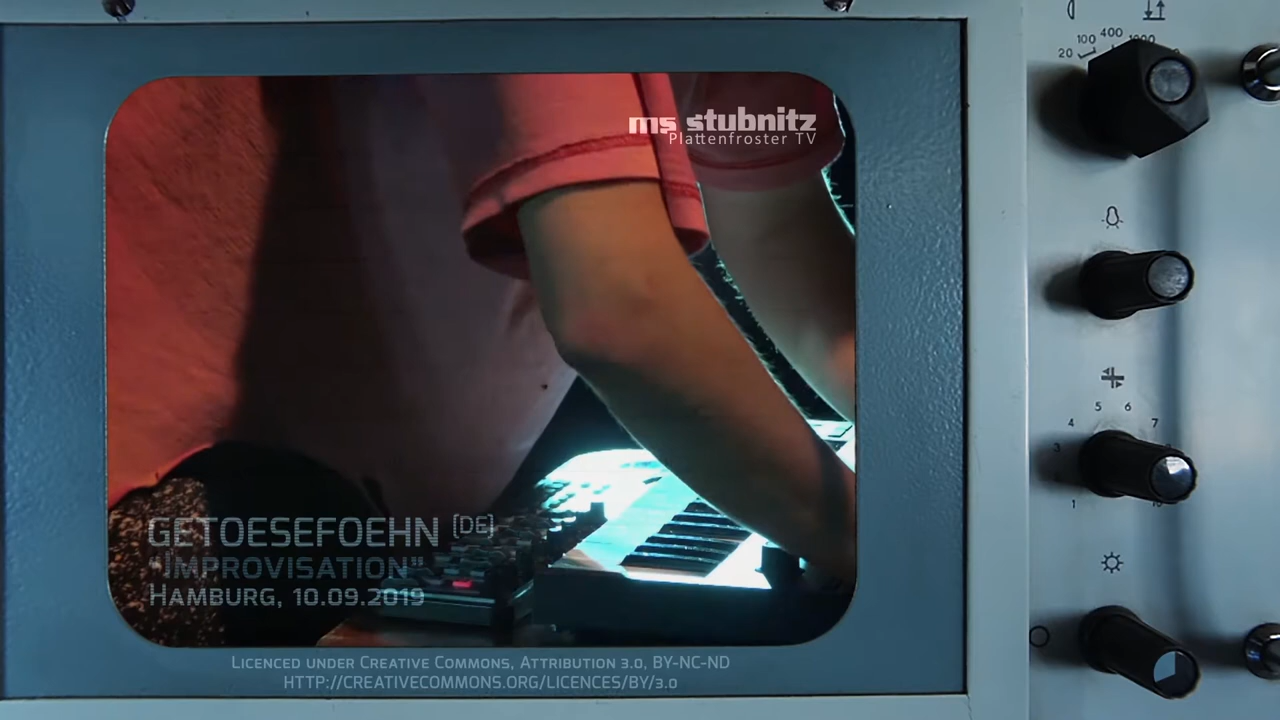 ms stubnitz
Plattenfroster TV
20 100 400 1000
5 6
4 7
3
1 10
GETOESEFOEHN [DE]
"IMPROVISATION"
HAMBURG, 10.09.2019
LICENCED UNDER CREATIVE COMMONS, ATTRIBUTION 3.0, BY-NC-ND
HTTP://CREATIVECOMMONS.ORG/LICENCES/BY/3.0